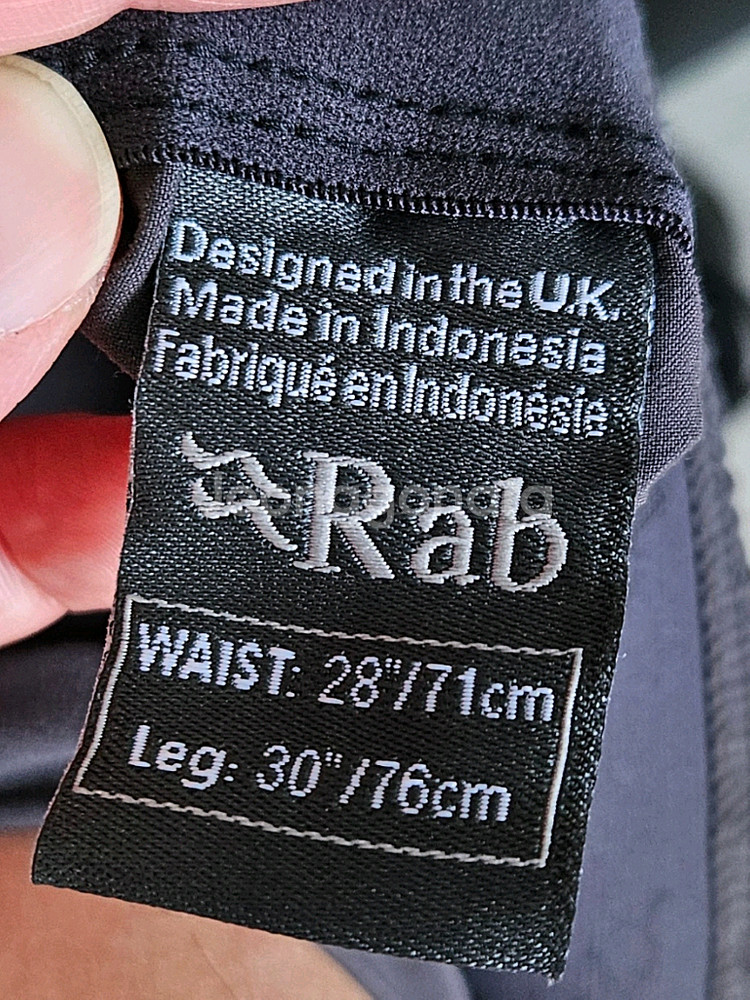 Designed in the U.K.
Made in Indonesia
Fabriqué en Indonésie
Rab
WAIST: 28"/71cm
Leg: 30"/76cm